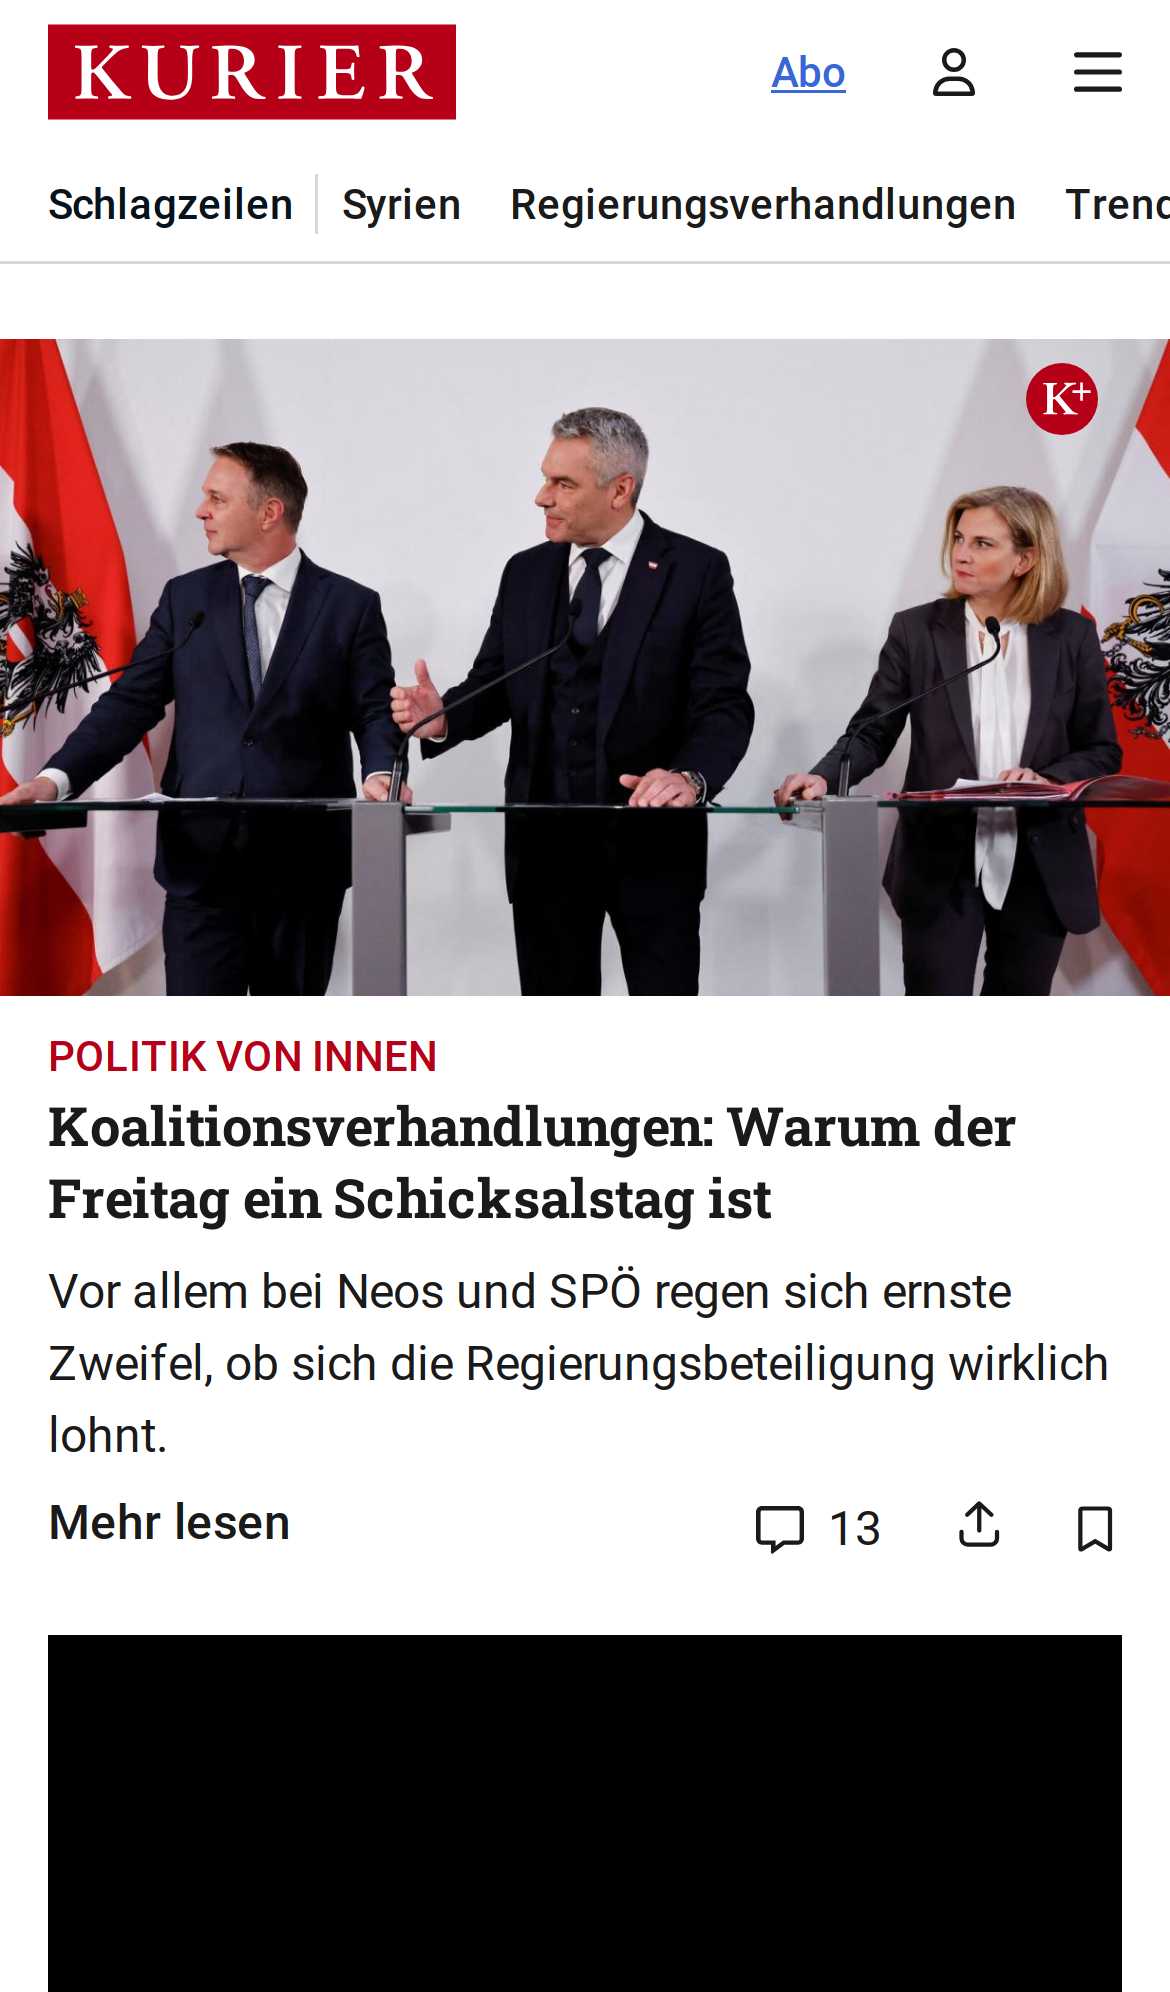 KURIER
Abo
Schlagzeilen
Syrien
Regierungsverhandlungen
Trend
K+
POLITIK VON INNEN
Koalitionsverhandlungen: Warum der
Freitag ein Schicksalstag ist
Vor allem bei Neos und SPÖ regen sich ernste
Zweifel, ob sich die Regierungsbeteiligung wirklich
lohnt.
Mehr lesen
13